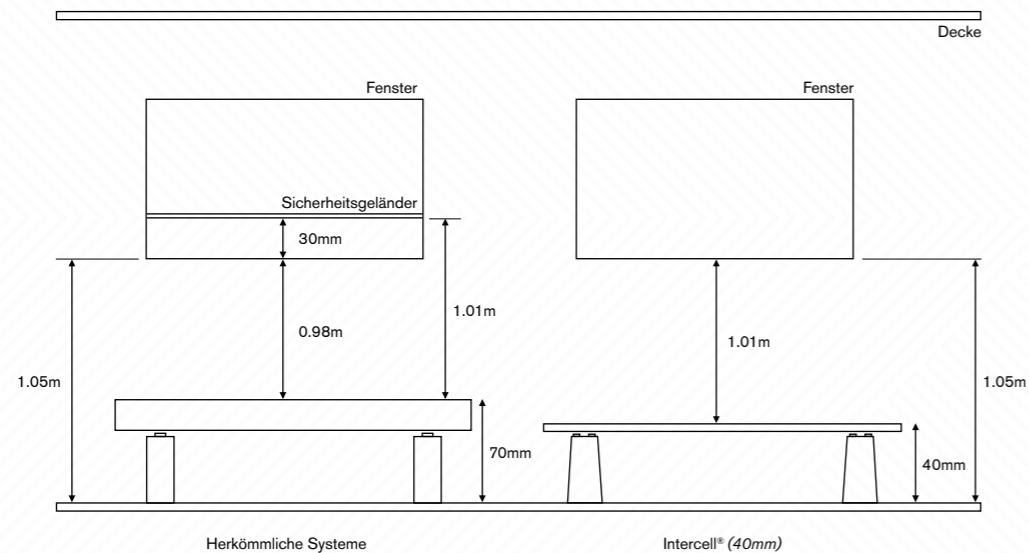 Decke
Fenster
Fenster
Sicherheitsgeländer
30mm
1.01m
0.98m
1.01m
1.05m
1.05m
70mm
40mm
Herkömmliche Systeme
Intercell® (40mm)